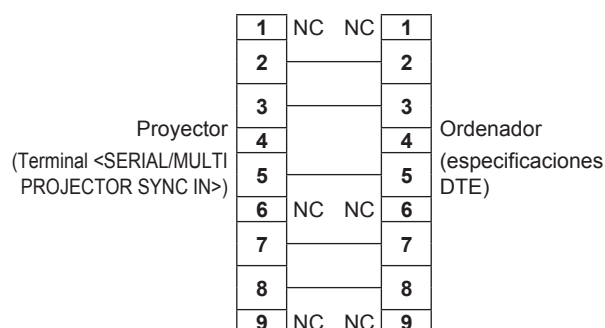 1 NC NC 1
2 2
3 3
Proyector
(Terminal <SERIAL/MULTI
PROJECTOR SYNC IN>)
4 4
Ordenador
(especificaciones
DTE)
5 5
6 NC NC 6
7 7
8 8
9 NC NC 9